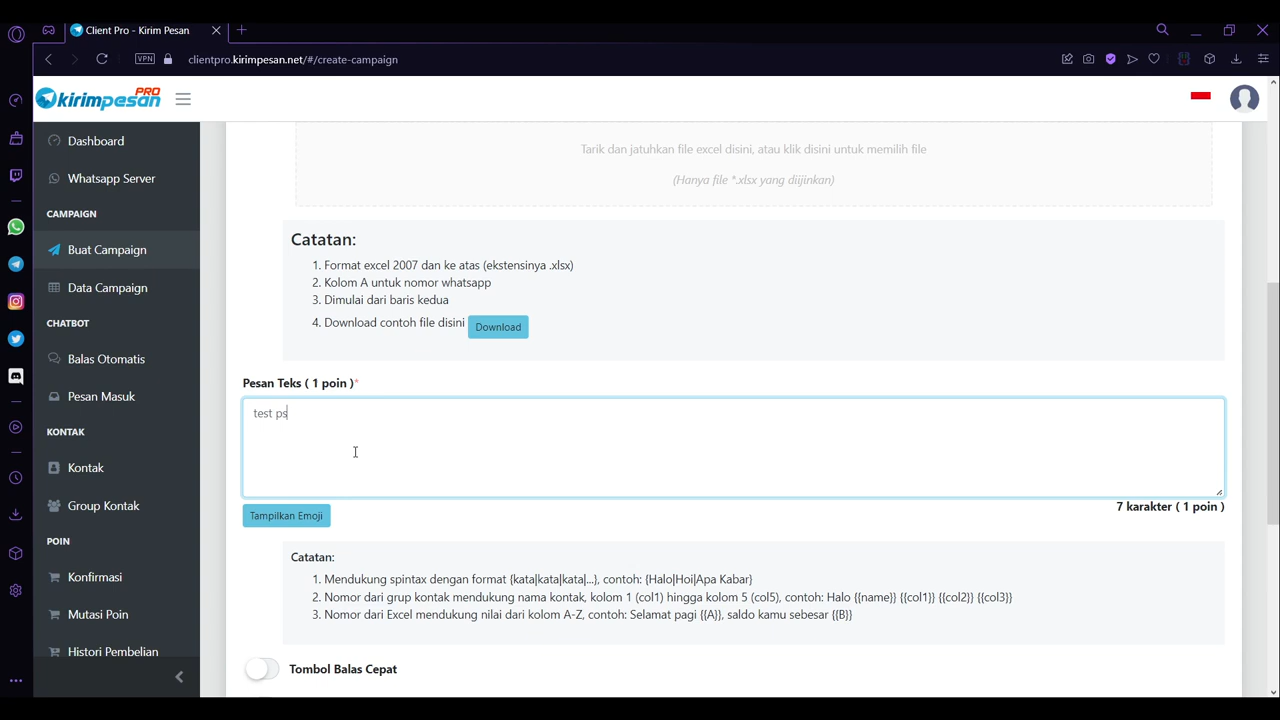 Client Pro - Kirim Pesan
VPN
clientpro.kirimpesan.net/#/create-campaign
kirimpesan PRO
Dashboard
Whatsapp Server
CAMPAIGN
Buat Campaign
Data Campaign
CHATBOT
Balas Otomatis
Pesan Masuk
KONTAK
Kontak
Group Kontak
POIN
Konfirmasi
Mutasi Poin
Histori Pembelian
Tarik dan jatuhkan file excel disini, atau klik disini untuk memilih file
(Hanya file *.xlsx yang diijinkan)
Catatan:
1. Format excel 2007 dan ke atas (ekstensinya .xlsx)
2. Kolom A untuk nomor whatsapp
3. Dimulai dari baris kedua
4. Download contoh file disini Download
Pesan Teks ( 1 poin )*
test ps
7 karakter ( 1 poin )
Tampilkan Emoji
Catatan:
1. Mendukung spintax dengan format {kata|kata|kata|...}, contoh: {Halo|Hoi|Apa Kabar}
2. Nomor dari grup kontak mendukung nama kontak, kolom 1 (col1) hingga kolom 5 (col5), contoh: Halo {{name}} {{col1}} {{col2}} {{col3}}
3. Nomor dari Excel mendukung nilai dari kolom A-Z, contoh: Selamat pagi {{A}}, saldo kamu sebesar {{B}}
Tombol Balas Cepat